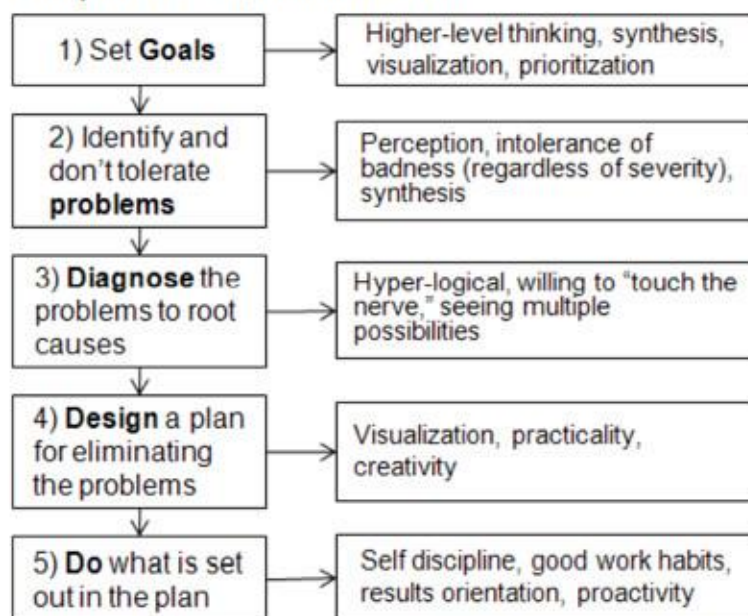 1) Set Goals
Higher-level thinking, synthesis,
visualization, prioritization
2) Identify and
don't tolerate
problems
Perception, intolerance of
badness (regardless of severity),
synthesis
3) Diagnose the
problems to root
causes
Hyper-logical, willing to "touch the
nerve," seeing multiple
possibilities
4) Design a plan
for eliminating
the problems
Visualization, practicality,
creativity
5) Do what is set
out in the plan
Self discipline, good work habits,
results orientation, proactivity